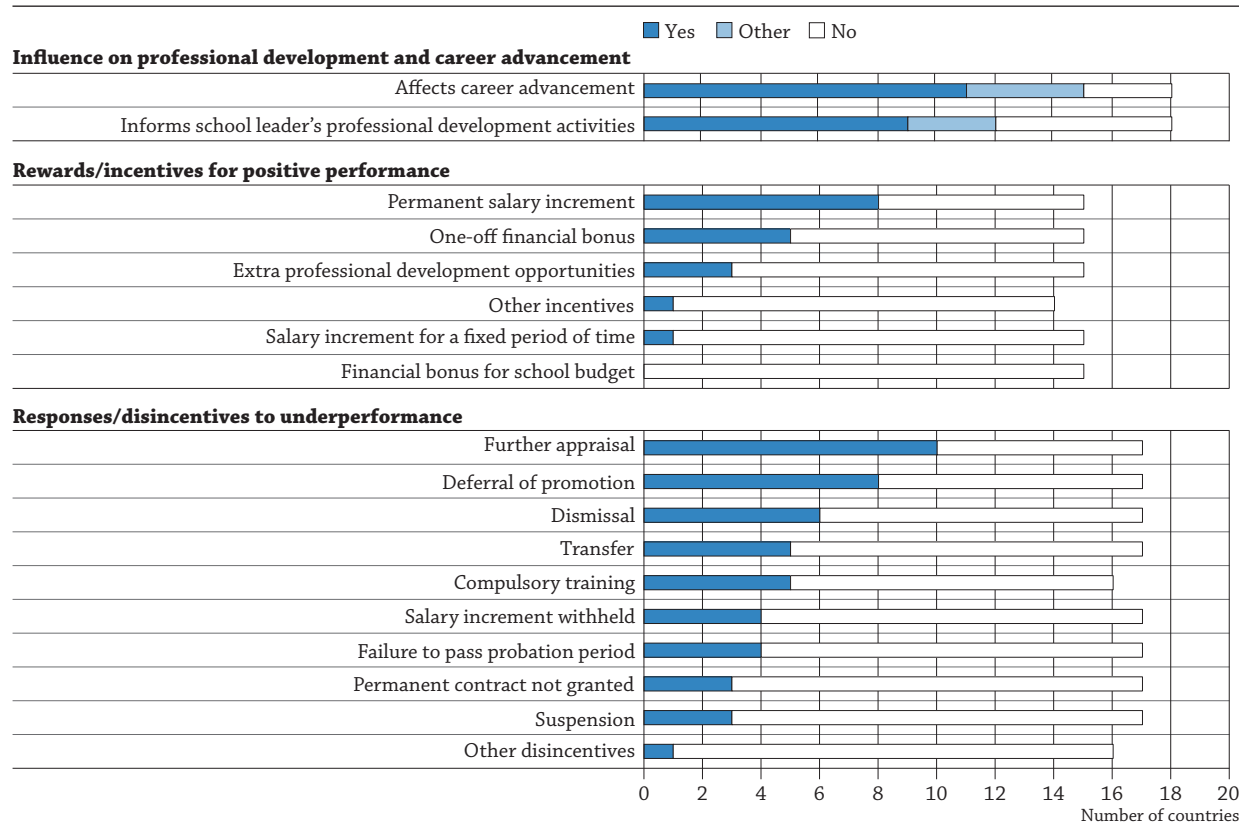 Yes Other No
Influence on professional development and career advancement
Affects career advancement
Informs school leader's professional development activities
Rewards/incentives for positive performance
Permanent salary increment
One-off financial bonus
Extra professional development opportunities
Other incentives
Salary increment for a fixed period of time
Financial bonus for school budget
Responses/disincentives to underperformance
Further appraisal
Deferral of promotion
Dismissal
Transfer
Compulsory training
Salary increment withheld
Failure to pass probation period
Permanent contract not granted
Suspension
Other disincentives
0 2 4 6 8 10 12 14 16 18 20
Number of countries